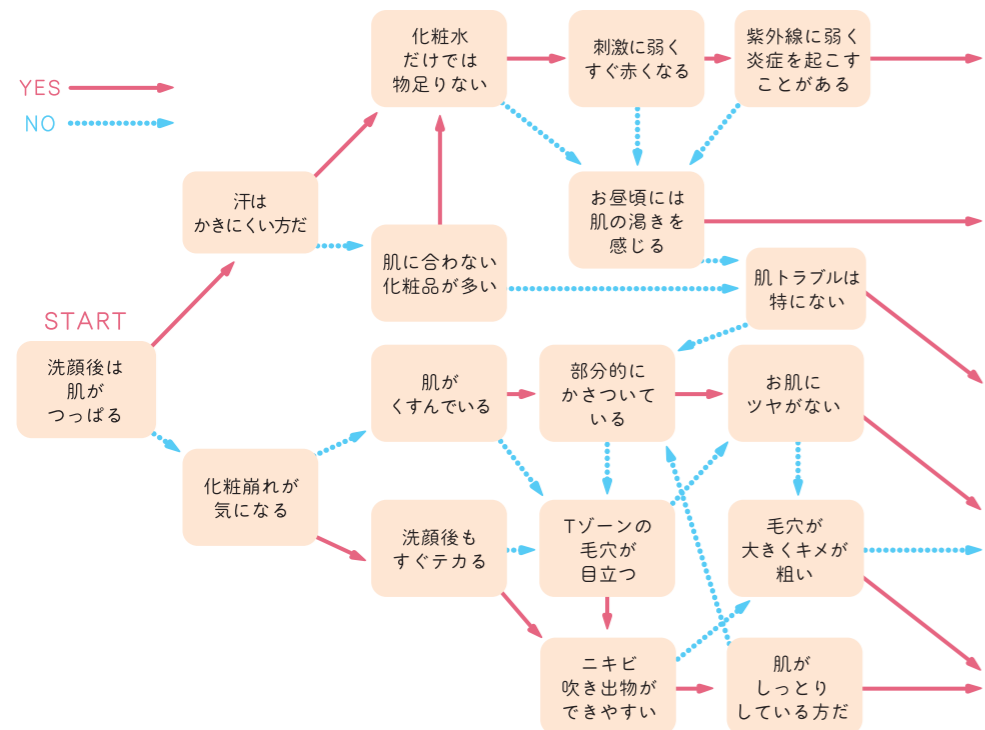 YES
NO
START
洗顔後は
肌が
つっぱる
汗は
かきにくい方だ
化粧崩れが
気になる
化粧水
だけでは
物足りない
肌に合わない
化粧品が多い
肌が
くすんでいる
洗顔後も
すぐテカる
刺激に弱く
すぐ赤くなる
お昼頃には
肌の渇きを
感じる
部分的に
かさついて
いる
Tゾーンの
毛穴が
目立つ
ニキビ
吹き出物が
できやすい
紫外線に弱く
炎症を起こす
ことがある
肌トラブルは
特にない
お肌に
ツヤがない
毛穴が
大きくキメが
粗い
肌が
しっとり
している方だ